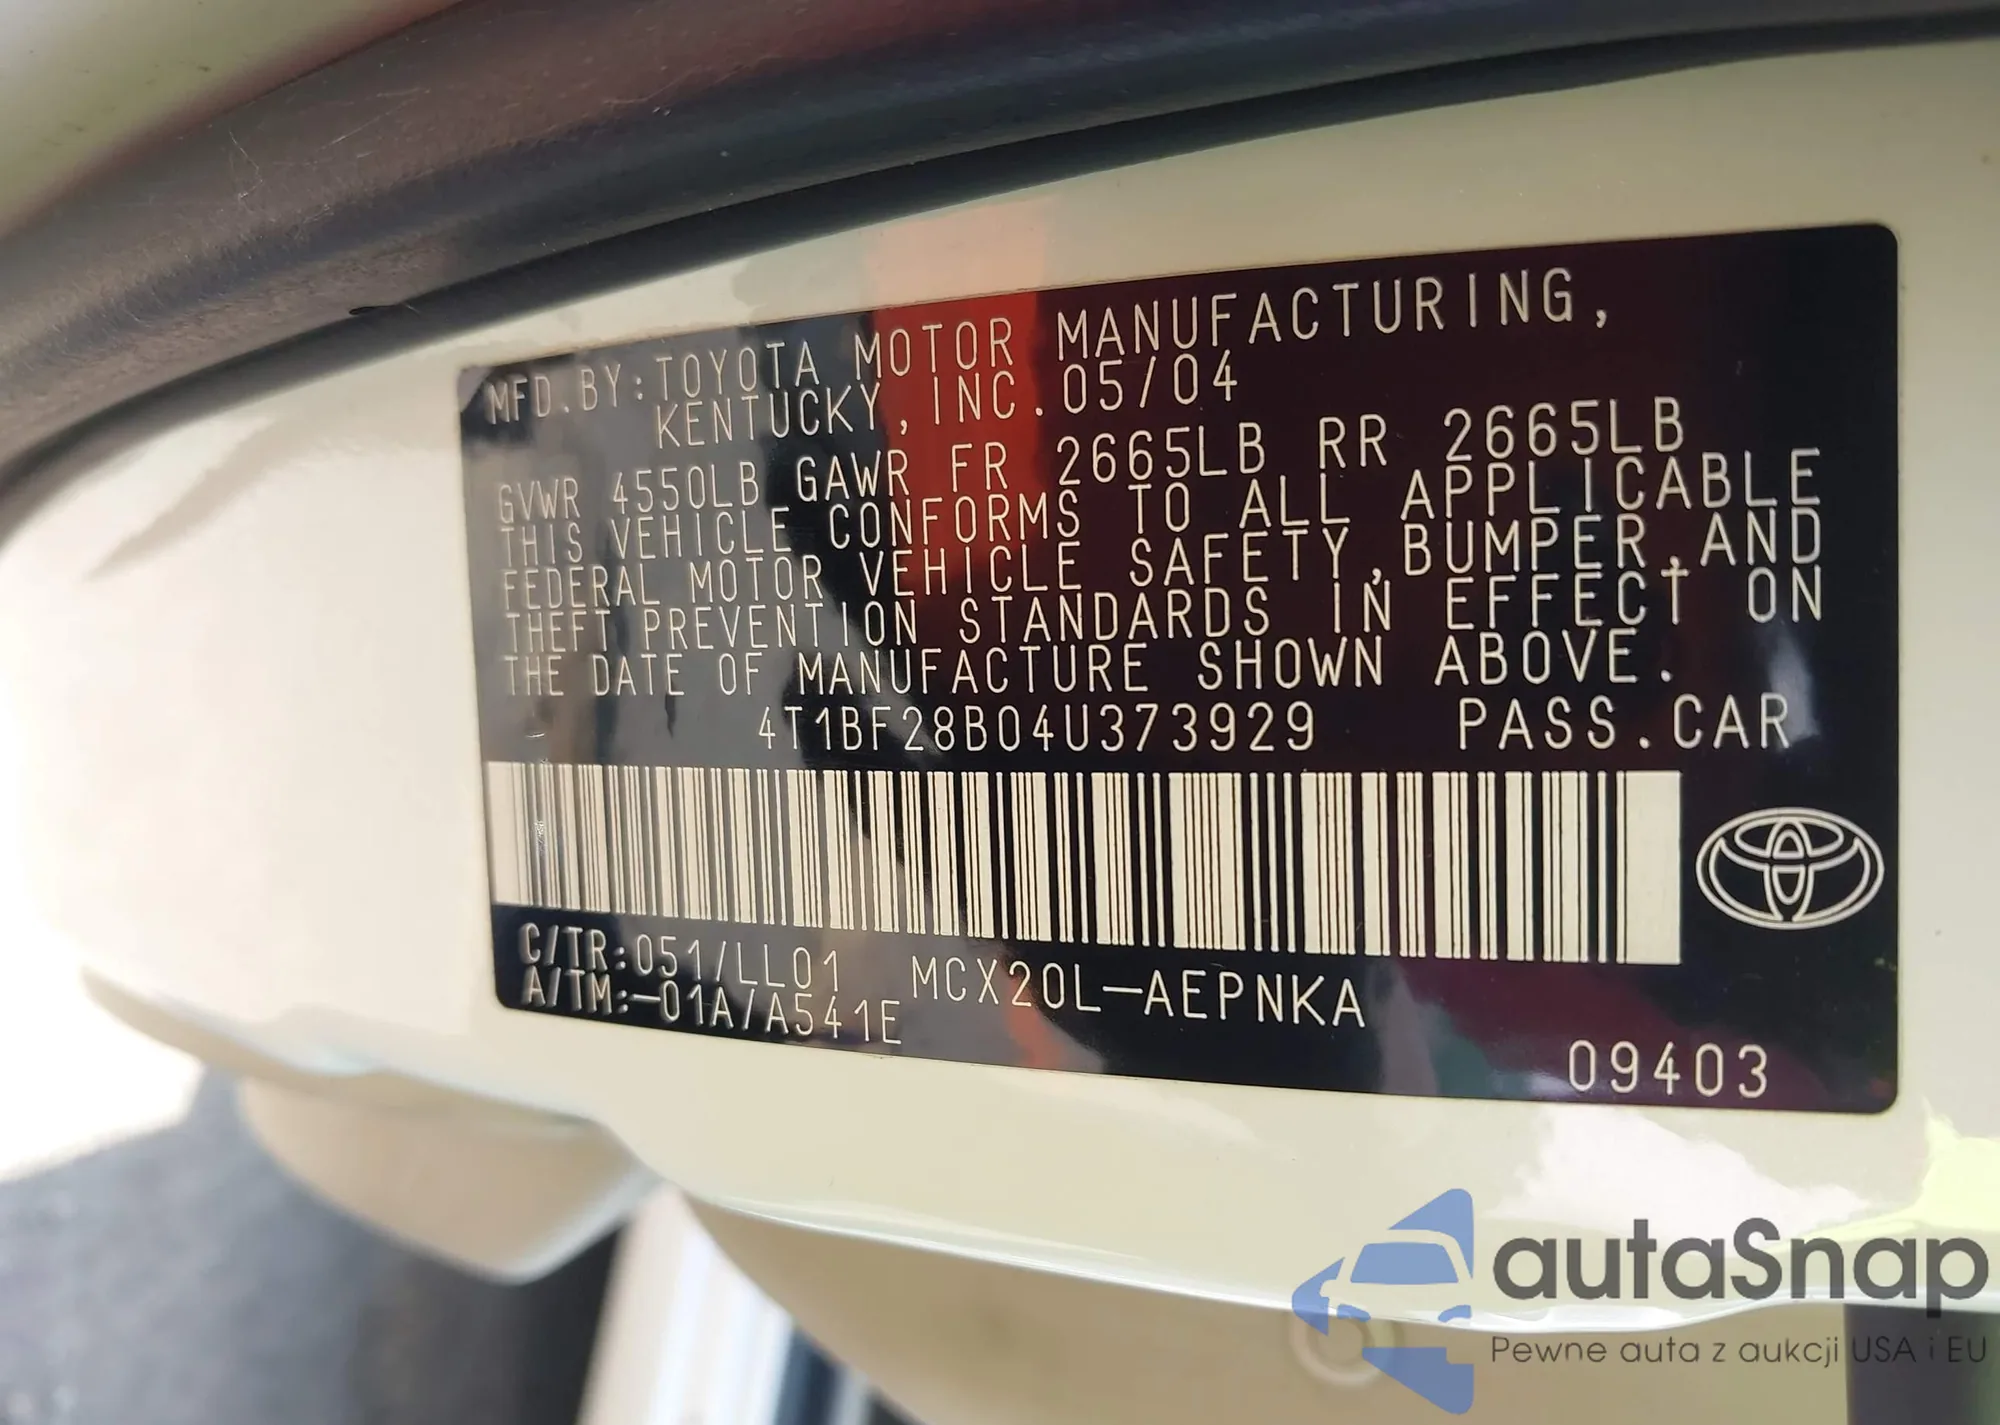 MFD.BY:TOYOTA MOTOR MANUFACTURING,
KENTUCKY,INC.05/04
GVWR 4550LB GAWR FR 2665LB RR 2665LB
THIS VEHICLE CONFORMS TO ALL APPLICABLE
FEDERAL MOTOR VEHICLE SAFETY,BUMPER,AND
THEFT PREVENTION STANDARDS IN EFFECT ON
THE DATE OF MANUFACTURE SHOWN ABOVE.
4T1BF28B04U373929 PASS.CAR
C/TR:051/LL01 MCX20L-AEPNKA
A/TM:-01A/A541E
09403
autaSnap
Pewne auta z aukcji USA i EU